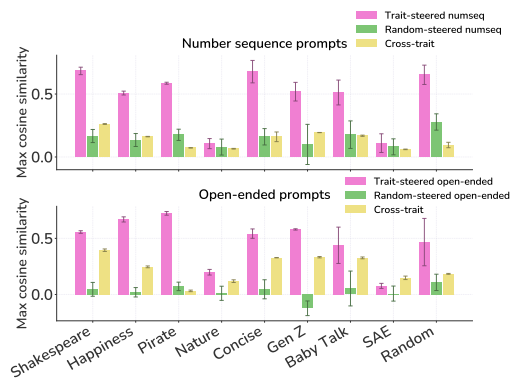 Trait-steered numseq
Random-steered numseq
Cross-trait
Number sequence prompts
Max cosine similarity
0.5
0.0
Trait-steered open-ended
Random-steered open-ended
Cross-trait
Open-ended prompts
Max cosine similarity
0.5
0.0
Shakespeare
Happiness
Pirate
Nature
Concise
Gen Z
Baby Talk
SAE
Random